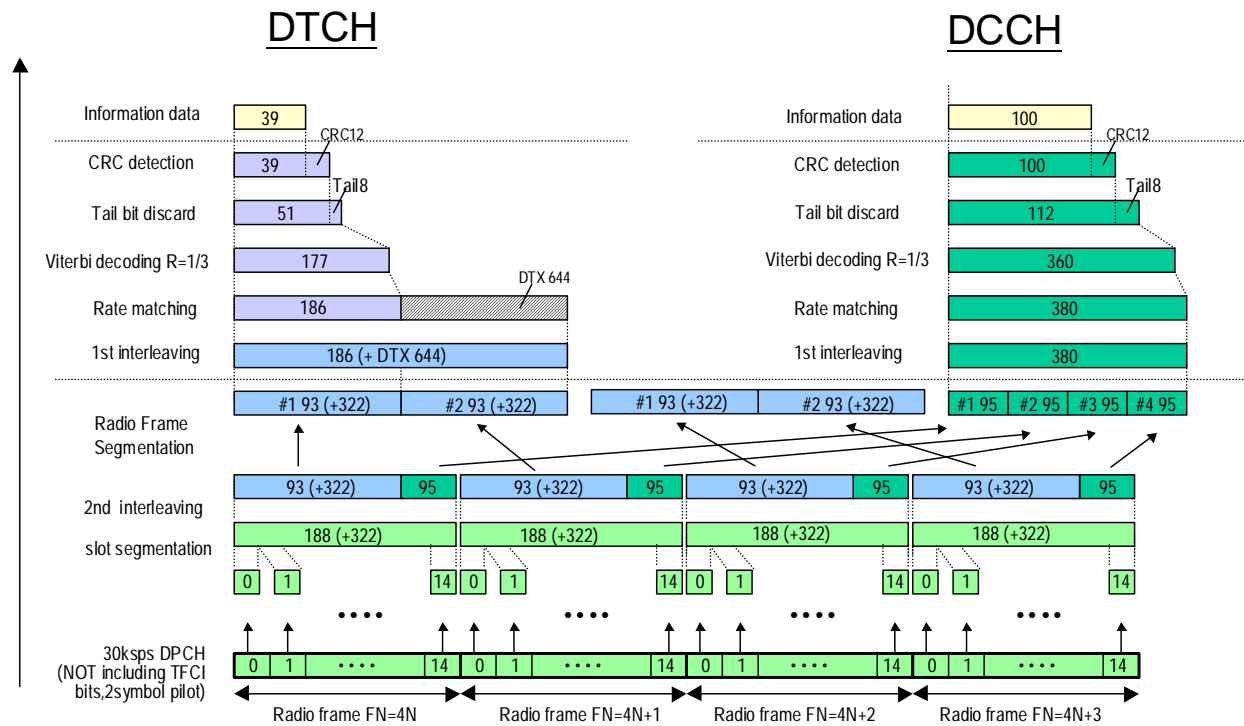 DTCH DCCH
Information data 39 Information data 100
CRC12 CRC12
CRC detection 39 CRC detection 100
Tail8 Tail8
Tail bit discard 51 Tail bit discard 112
Viterbi decoding R=1/3 177 Viterbi decoding R=1/3 360
DTX 644
Rate matching 186 Rate matching 380
1st interleaving 186 (+ DTX 644) 1st interleaving 380
#1 93 (+322) #2 93 (+322) #1 93 (+322) #2 93 (+322) #1 95 #2 95 #3 95 #4 95
Radio Frame
Segmentation
93 (+322) 95 93 (+322) 95 93 (+322) 95 93 (+322) 95
2nd interleaving
188 (+322) 188 (+322) 188 (+322) 188 (+322)
slot segmentation
0 1 14 0 1 14 0 1 14 0 1 14
•••• •••• •••• ••••
30ksps DPCH
(NOT including TFCI
bits,2symbol pilot)
0 1 •••• 14 0 1 •••• 14 0 1 •••• 14 0 1 •••• 14
Radio frame FN=4N Radio frame FN=4N+1 Radio frame FN=4N+2 Radio frame FN=4N+3